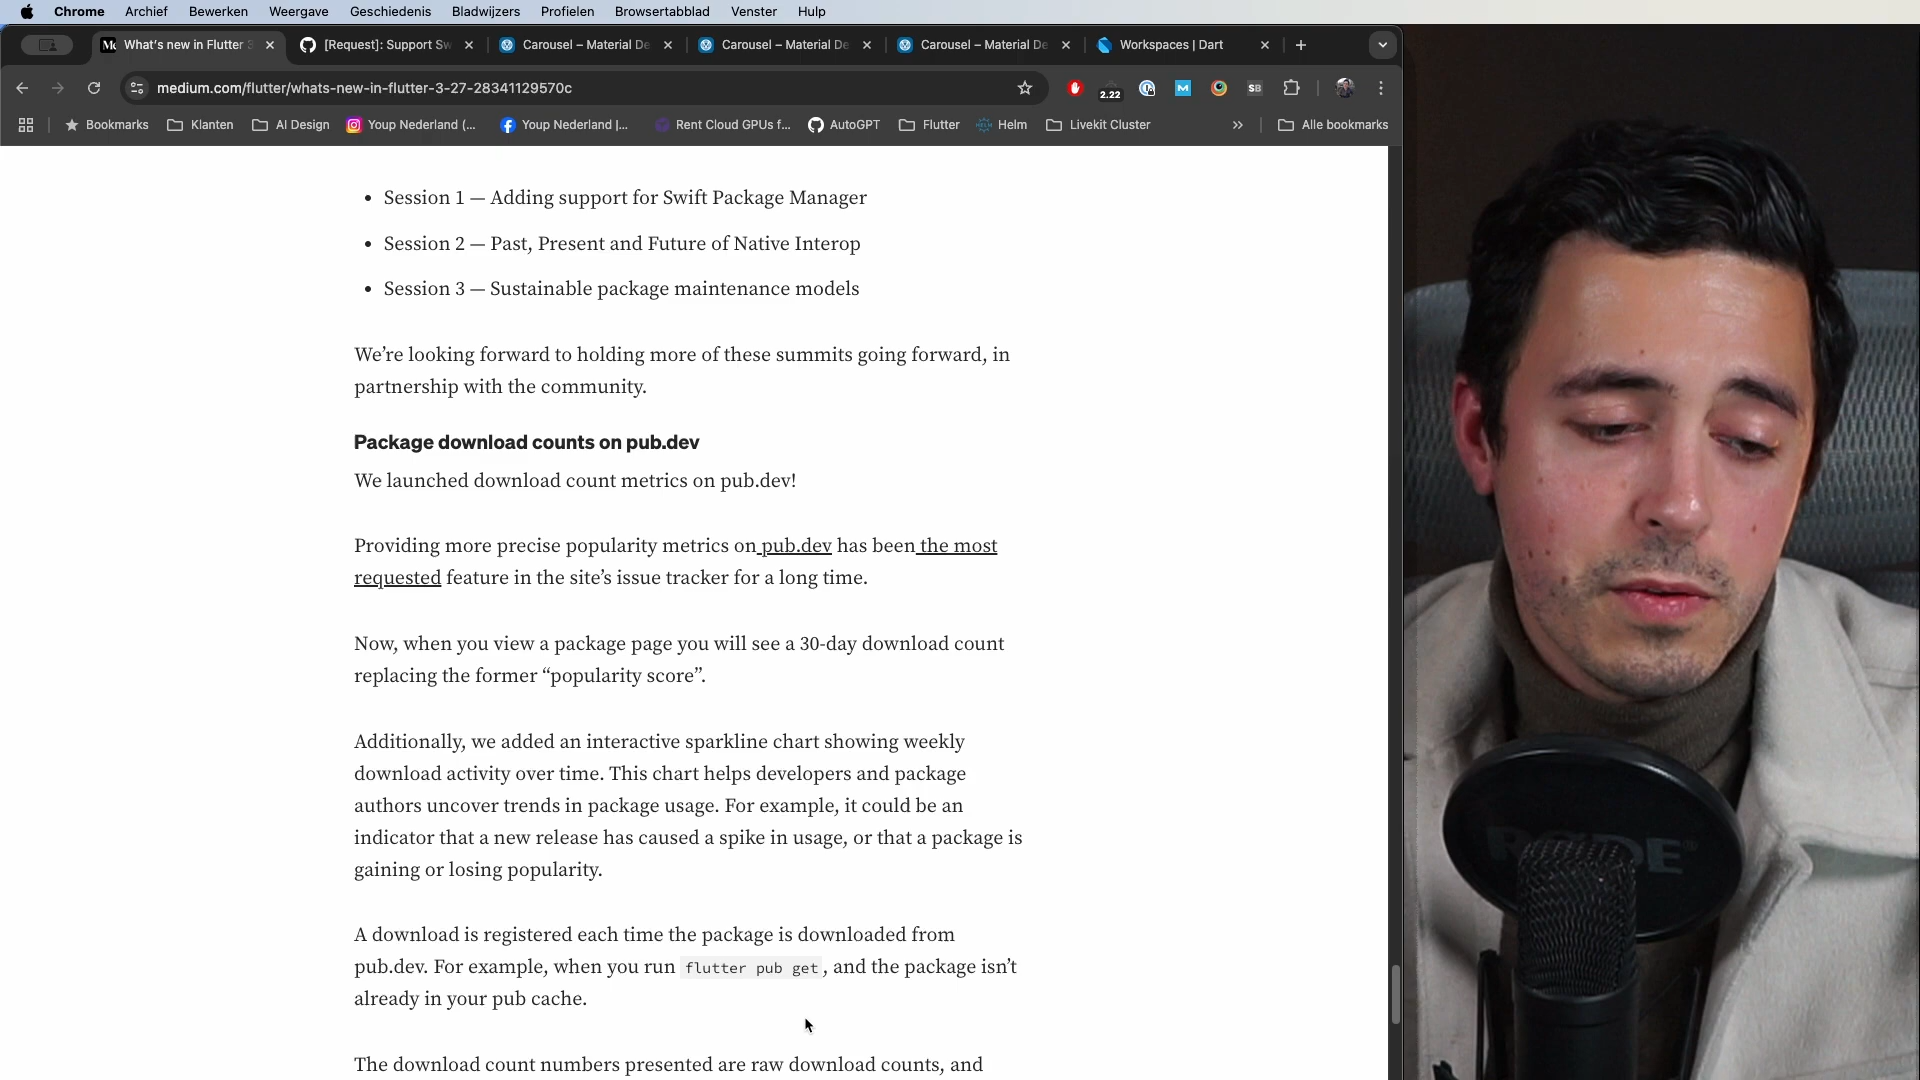 Chrome Archief Bewerken Weergave Geschiedenis Bladwijzers Profielen Browsertabblad Venster Hulp
What's new in Flutter 3
[Request]: Support Sw
Carousel – Material De
Carousel – Material De
Carousel – Material De
Workspaces | Dart
medium.com/flutter/whats-new-in-flutter-3-27-28341129570c
2.22
SB
Bookmarks Klanten AI Design Youp Nederland (... Youp Nederland |... Rent Cloud GPUs f... AutoGPT Flutter Helm Livekit Cluster » Alle bookmarks
• Session 1 — Adding support for Swift Package Manager
• Session 2 — Past, Present and Future of Native Interop
• Session 3 — Sustainable package maintenance models
We’re looking forward to holding more of these summits going forward, in
partnership with the community.
Package download counts on pub.dev
We launched download count metrics on pub.dev!
Providing more precise popularity metrics on pub.dev has been the most
requested feature in the site’s issue tracker for a long time.
Now, when you view a package page you will see a 30-day download count
replacing the former “popularity score”.
Additionally, we added an interactive sparkline chart showing weekly
download activity over time. This chart helps developers and package
authors uncover trends in package usage. For example, it could be an
indicator that a new release has caused a spike in usage, or that a package is
gaining or losing popularity.
A download is registered each time the package is downloaded from
pub.dev. For example, when you run flutter pub get, and the package isn’t
already in your pub cache.
The download count numbers presented are raw download counts, and
RØDE®